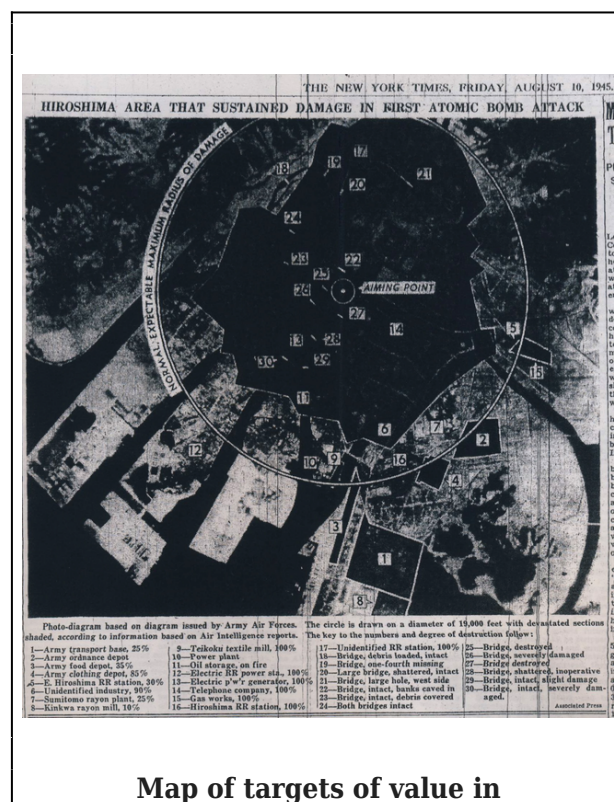 THE NEW YORK TIMES, FRIDAY, AUGUST 10, 1945.
HIROSHIMA AREA THAT SUSTAINED DAMAGE IN FIRST ATOMIC BOMB ATTACK
NORMAL EXPECTABLE MAXIMUM RADIUS OF DAMAGE
18
19
17
20
21
24
23
22
25
26
AIMING POINT
27
14
13
28
5
30
29
15
11
6
7
2
12
10
9
16
4
3
1
8
Photo-diagram based on diagram issued by Army Air Forces. The circle is drawn on a diameter of 19,000 feet with devastated sections
shaded, according to information based on Air Intelligence reports. The key to the numbers and degree of destruction follow:
1—Army transport base, 25%
2—Army ordnance depot
3—Army food depot, 35%
4—Army clothing depot, 85%
5—E. Hiroshima RR station, 30%
6—Unidentified industry, 90%
7—Sumitomo rayon plant, 25%
8—Kinkwa rayon mill, 10%
9—Teikoku textile mill, 100%
10—Power plant
11—Oil storage, on fire
12—Electric RR power sta., 100%
13—Electric p'w'r generator, 100%
14—Telephone company, 100%
15—Gas works, 100%
16—Hiroshima RR station, 100%
17—Unidentified RR station, 100%
18—Bridge, debris loaded, intact
19—Bridge, one-fourth missing
20—Large bridge, shattered, intact
21—Bridge, large hole, west side
22—Bridge, intact, banks caved in
23—Bridge, intact, debris covered
24—Both bridges intact
25—Bridge, destroyed
26—Bridge, severely damaged
27—Bridge destroyed
28—Bridge, shattered, inoperative
29—Bridge, intact, slight damage
30—Bridge, intact, severely dam-
aged.
Associated Press
Map of targets of value in